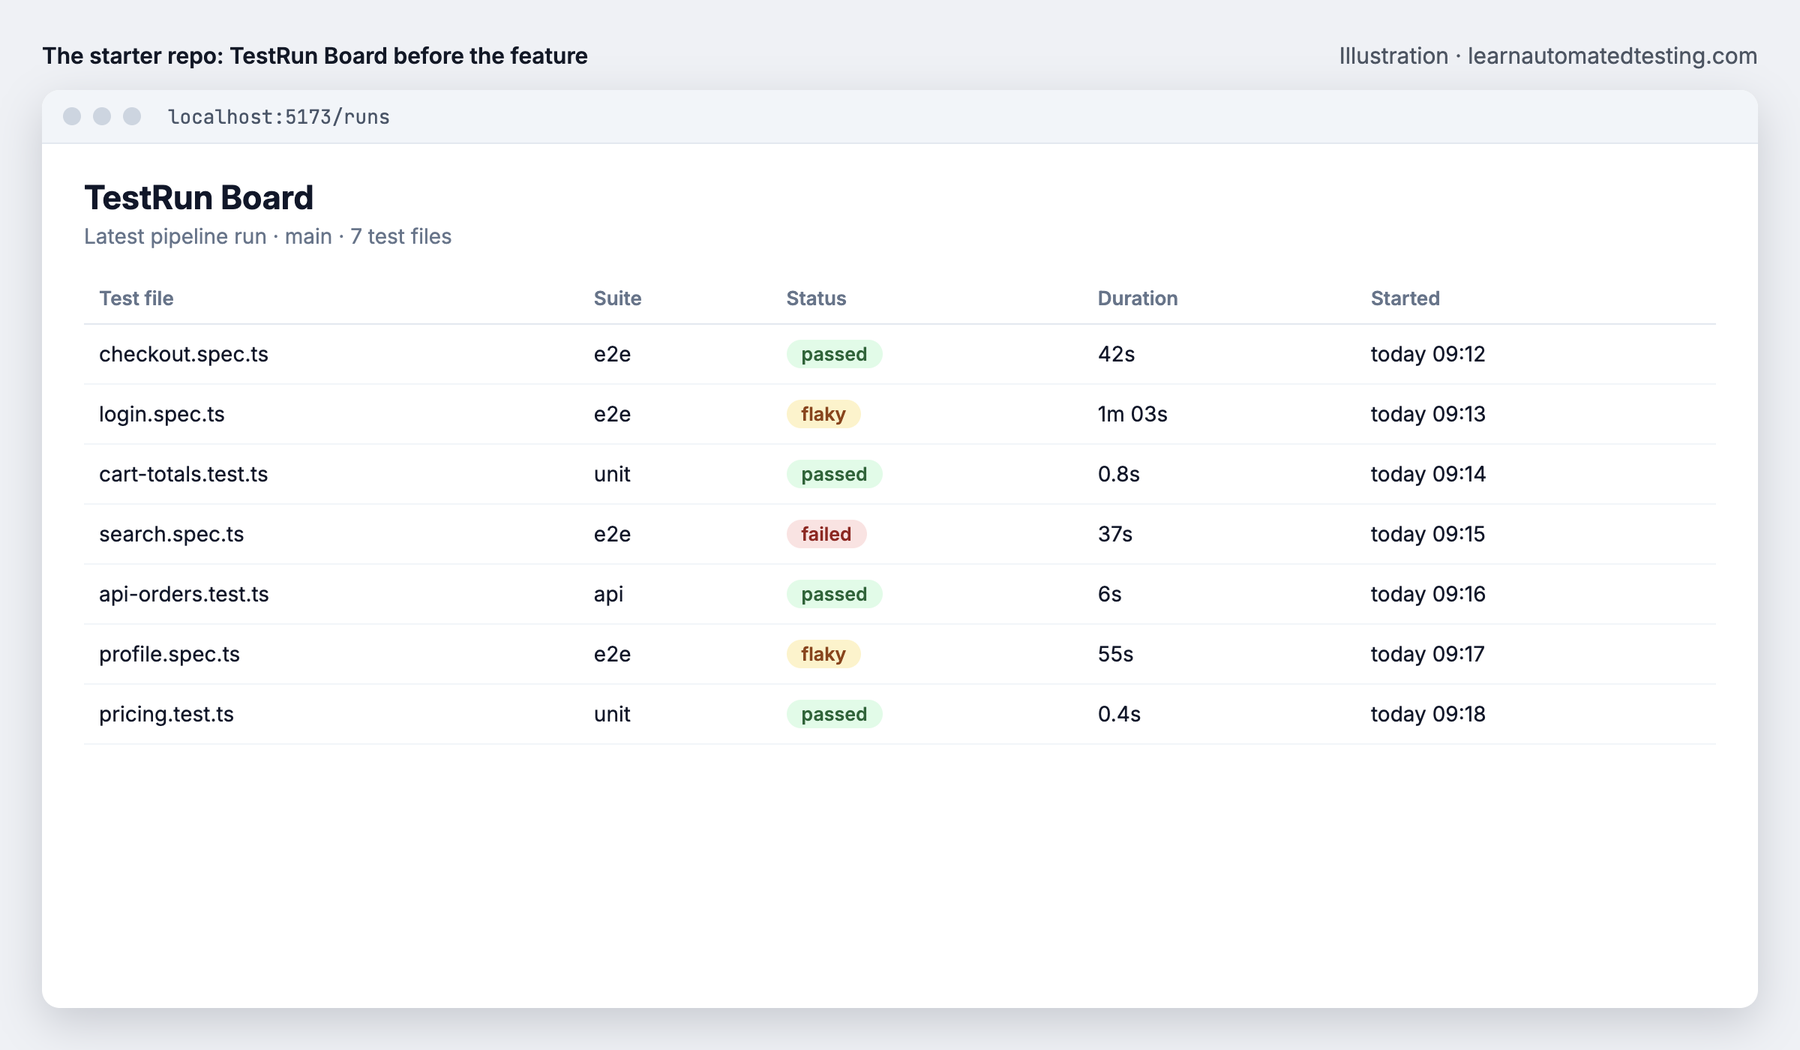 The starter repo: TestRun Board before the feature
Illustration · learnautomatedtesting.com
localhost:5173/runs
TestRun Board
Latest pipeline run · main · 7 test files
Test file Suite Status Duration Started
checkout.spec.ts e2e passed 42s today 09:12
login.spec.ts e2e flaky 1m 03s today 09:13
cart-totals.test.ts unit passed 0.8s today 09:14
search.spec.ts e2e failed 37s today 09:15
api-orders.test.ts api passed 6s today 09:16
profile.spec.ts e2e flaky 55s today 09:17
pricing.test.ts unit passed 0.4s today 09:18